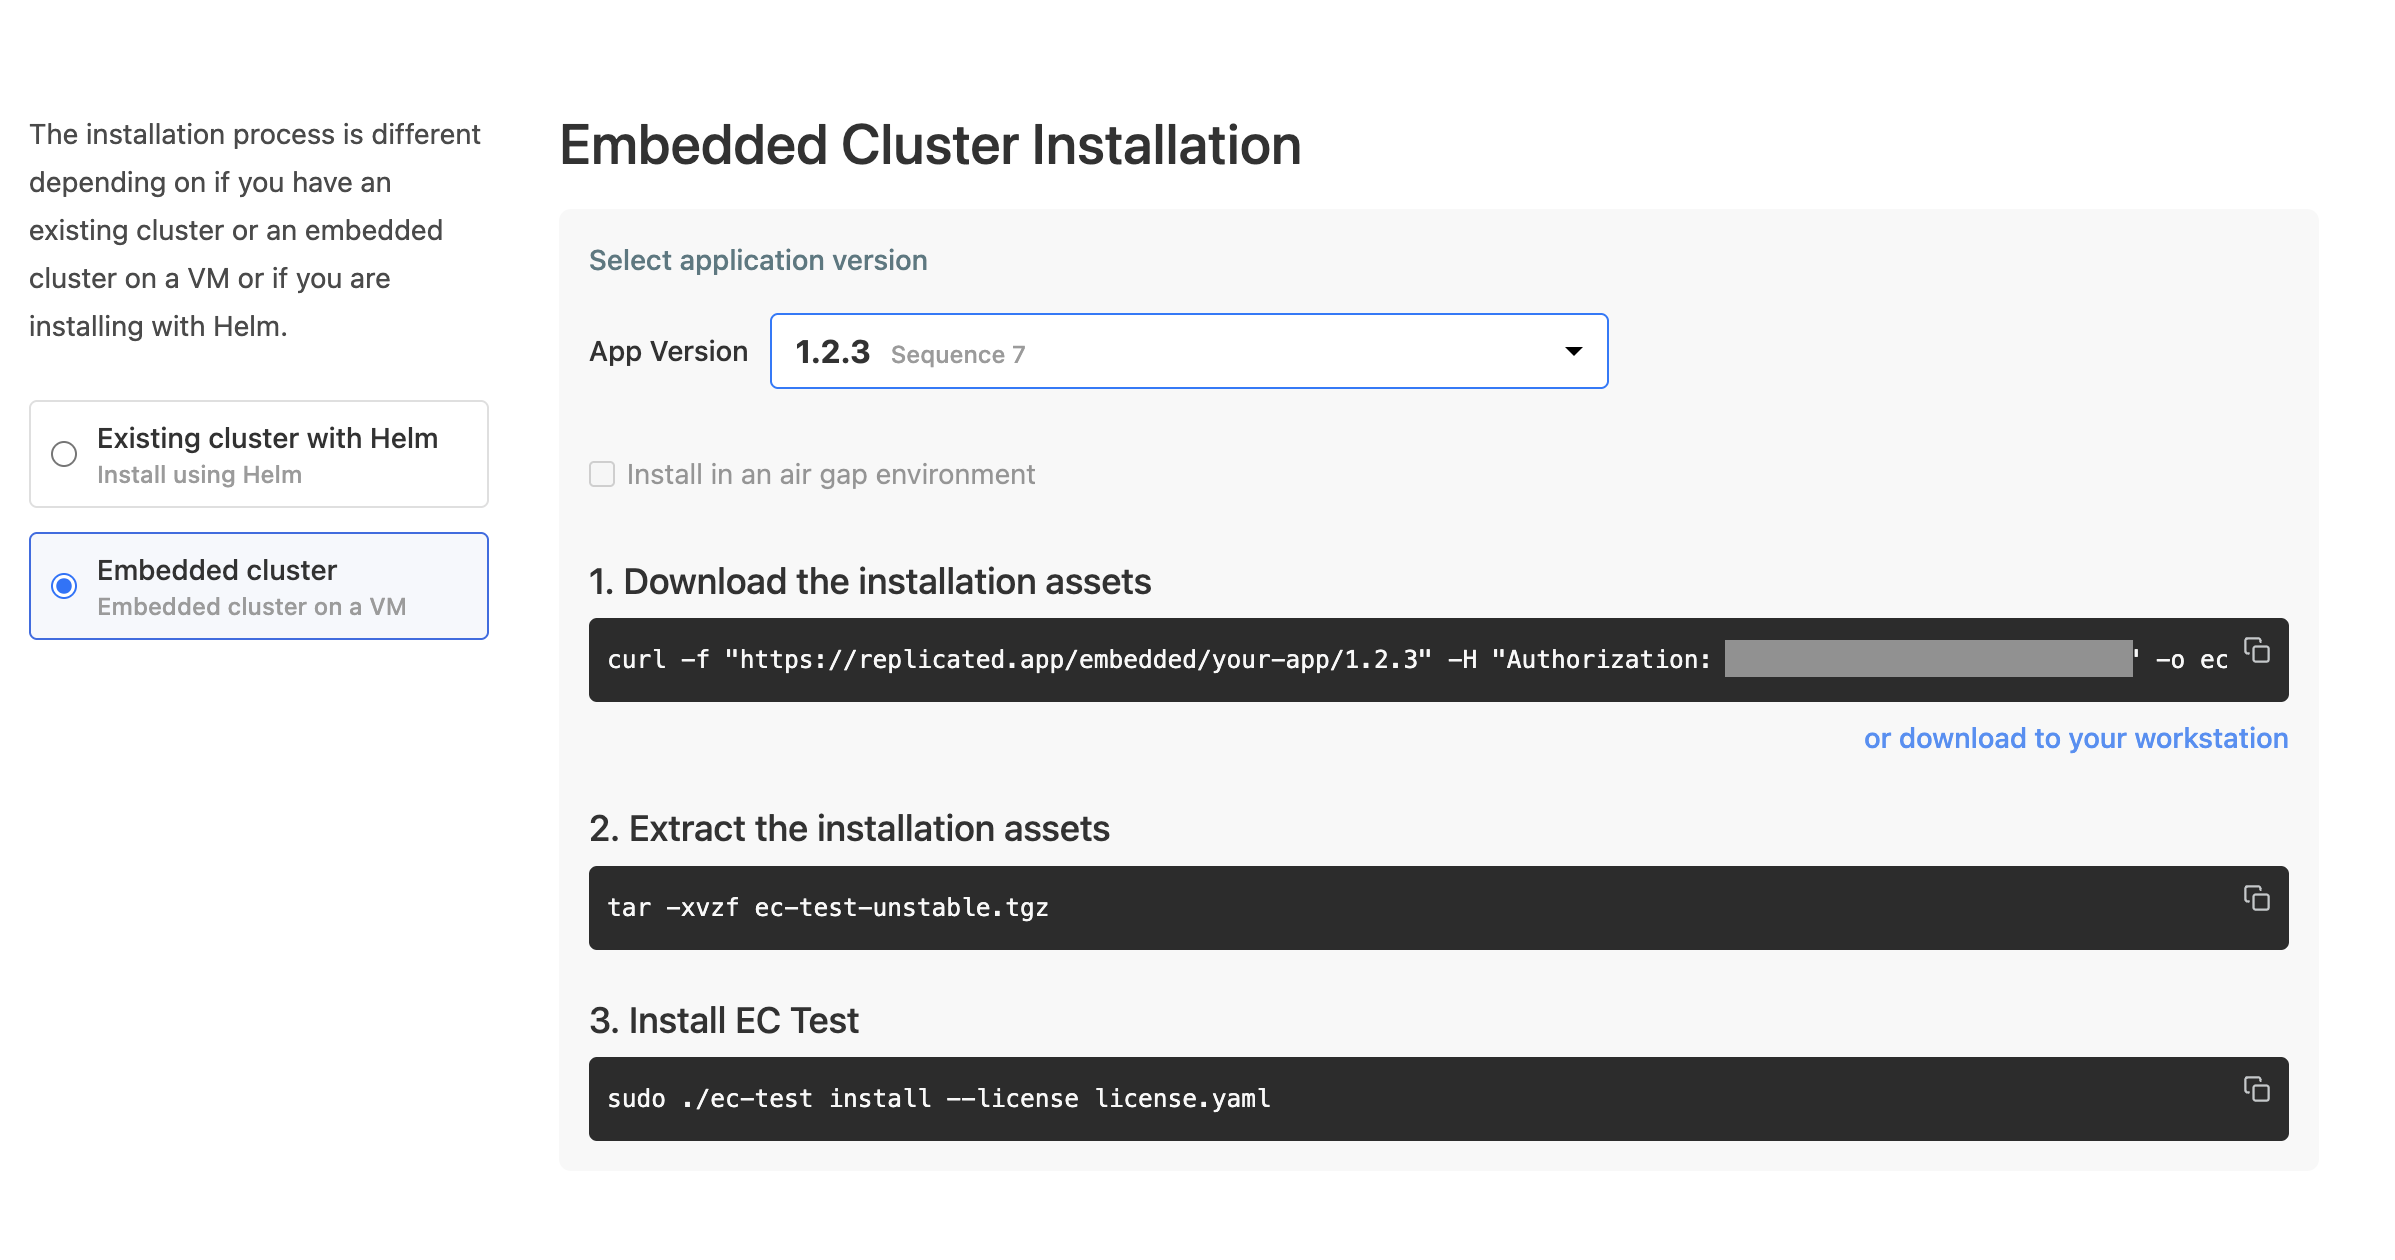 The installation process is different
depending on if you have an
existing cluster or an embedded
cluster on a VM or if you are
installing with Helm.
Existing cluster with Helm
Install using Helm
Embedded cluster
Embedded cluster on a VM
Embedded Cluster Installation
Select application version
App Version 1.2.3 Sequence 7
Install in an air gap environment
1. Download the installation assets
curl -f "https://replicated.app/embedded/your-app/1.2.3" -H "Authorization: ' -o ec
or download to your workstation
2. Extract the installation assets
tar -xvzf ec-test-unstable.tgz
3. Install EC Test
sudo ./ec-test install --license license.yaml